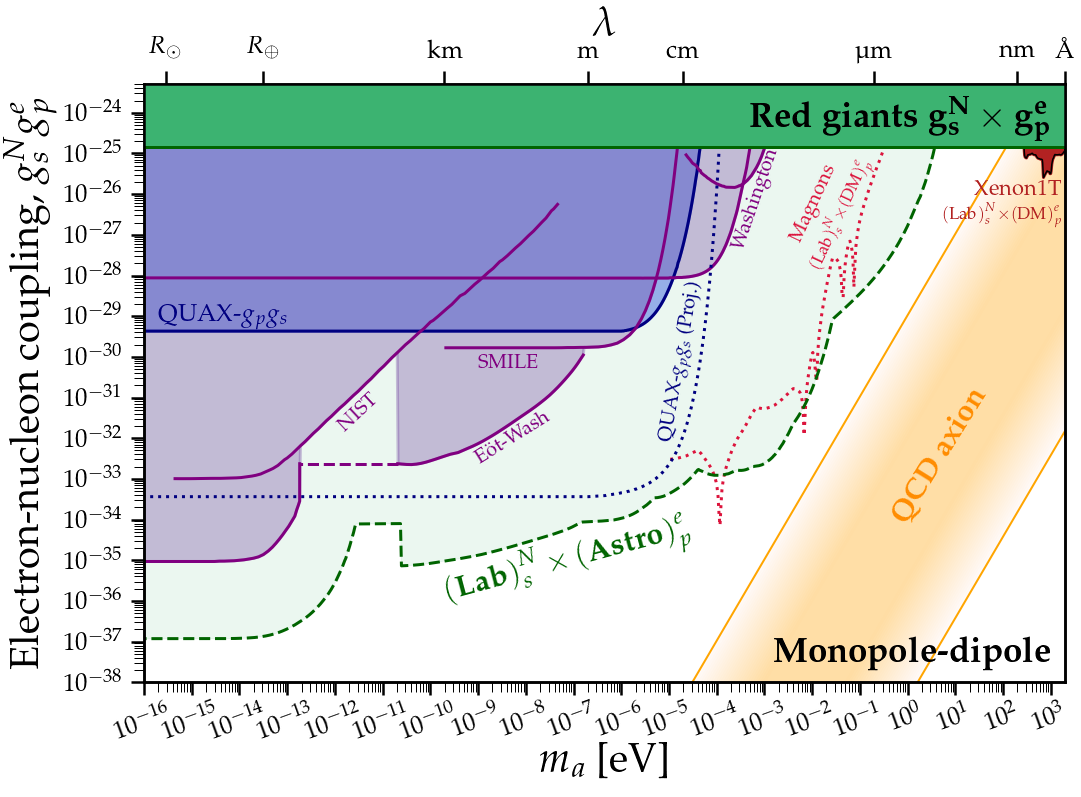 λ
R⊙ R⊕ km m cm µm nm Å
Electron-nucleon coupling, g_s^N g_p^e
10^−24
10^−25
10^−26
10^−27
10^−28
10^−29
10^−30
10^−31
10^−32
10^−33
10^−34
10^−35
10^−36
10^−37
10^−38
Red giants g_s^N × g_p^e
Xenon1T
(Lab)_s^N×(DM)_p^e
Washington
Magnons
(Lab)_s^N×(DM)_p^e
QUAX-g_pg_s
QUAX-g_pg_s (Proj.)
SMILE
NIST
Eöt-Wash
QCD axion
(Lab)_s^N × (Astro)_p^e
Monopole-dipole
10^−16 10^−15 10^−14 10^−13 10^−12 10^−11 10^−10 10^−9 10^−8 10^−7 10^−6 10^−5 10^−4 10^−3 10^−2 10^−1 10^0 10^1 10^2 10^3
m_a [eV]